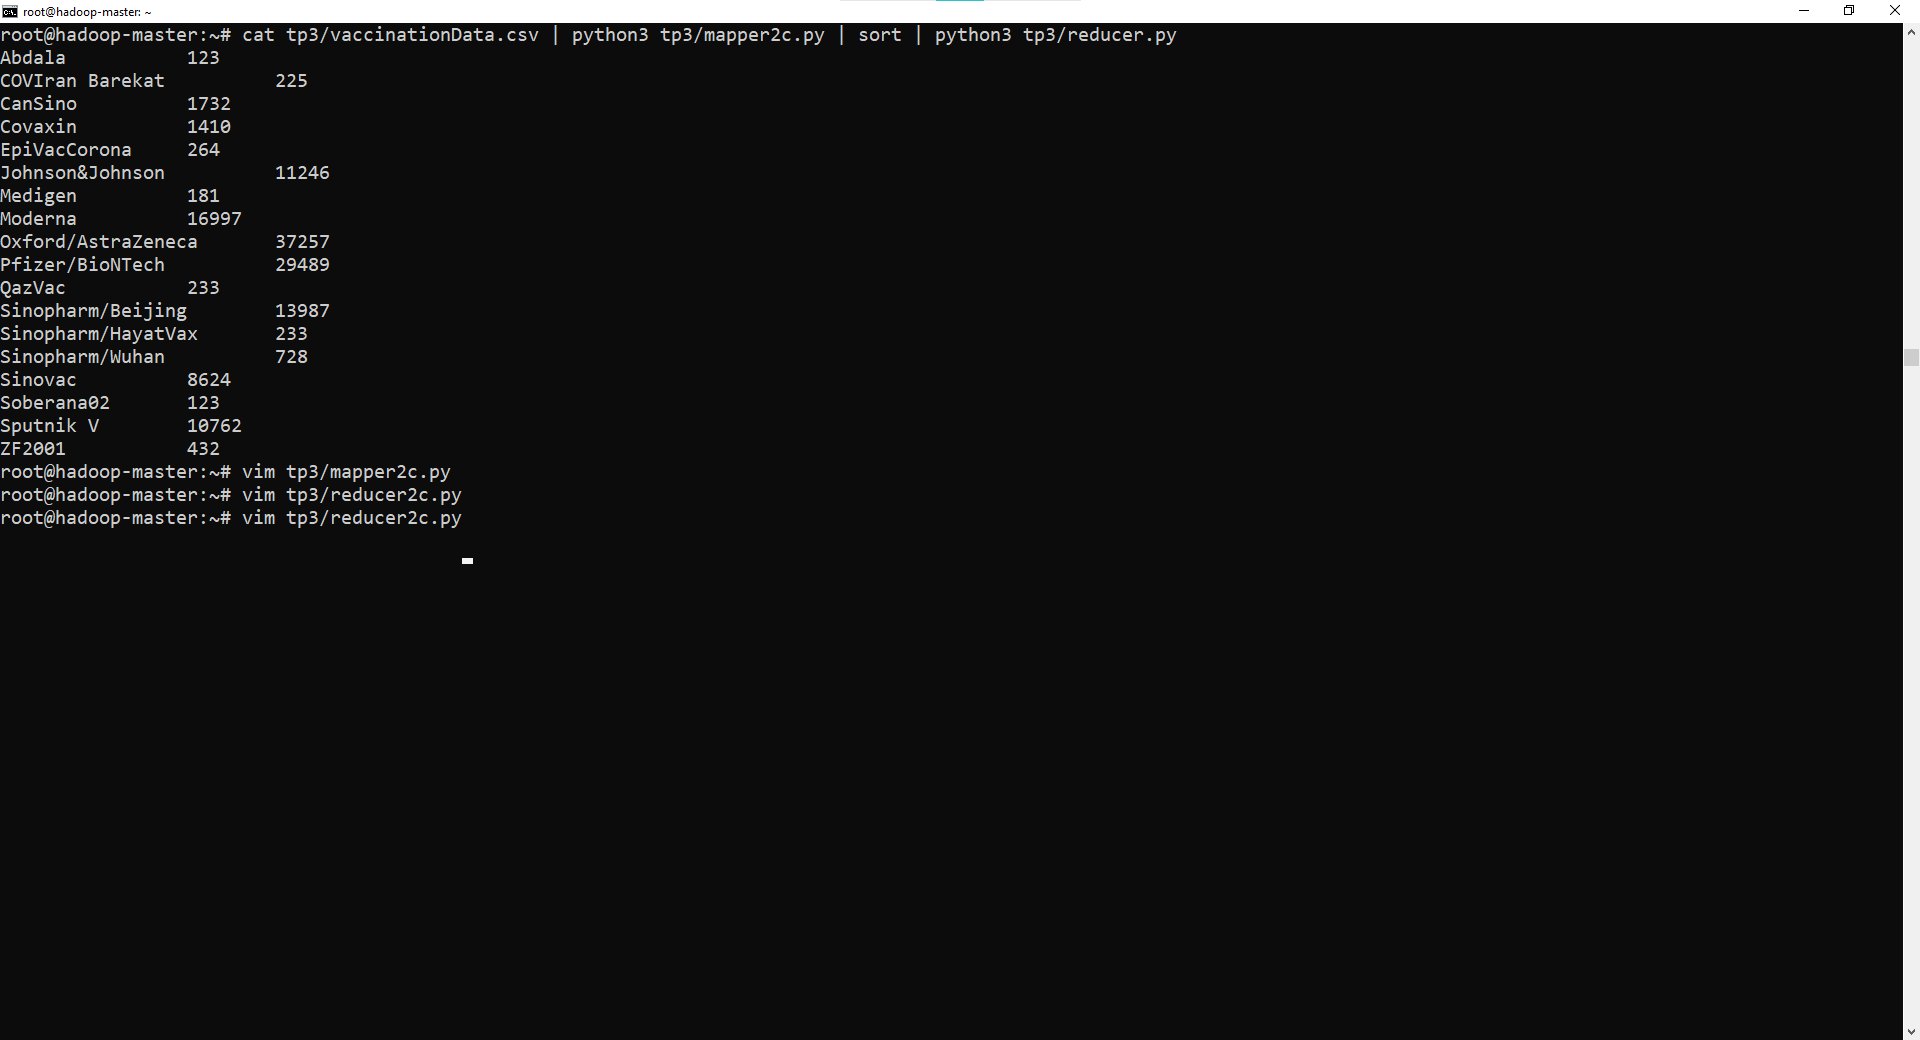 root@hadoop-master: ~
root@hadoop-master:~# cat tp3/vaccinationData.csv | python3 tp3/mapper2c.py | sort | python3 tp3/reducer.py
Abdala 123
COVIran Barekat 225
CanSino 1732
Covaxin 1410
EpiVacCorona 264
Johnson&Johnson 11246
Medigen 181
Moderna 16997
Oxford/AstraZeneca 37257
Pfizer/BioNTech 29489
QazVac 233
Sinopharm/Beijing 13987
Sinopharm/HayatVax 233
Sinopharm/Wuhan 728
Sinovac 8624
Soberana02 123
Sputnik V 10762
ZF2001 432
root@hadoop-master:~# vim tp3/mapper2c.py
root@hadoop-master:~# vim tp3/reducer2c.py
root@hadoop-master:~# vim tp3/reducer2c.py